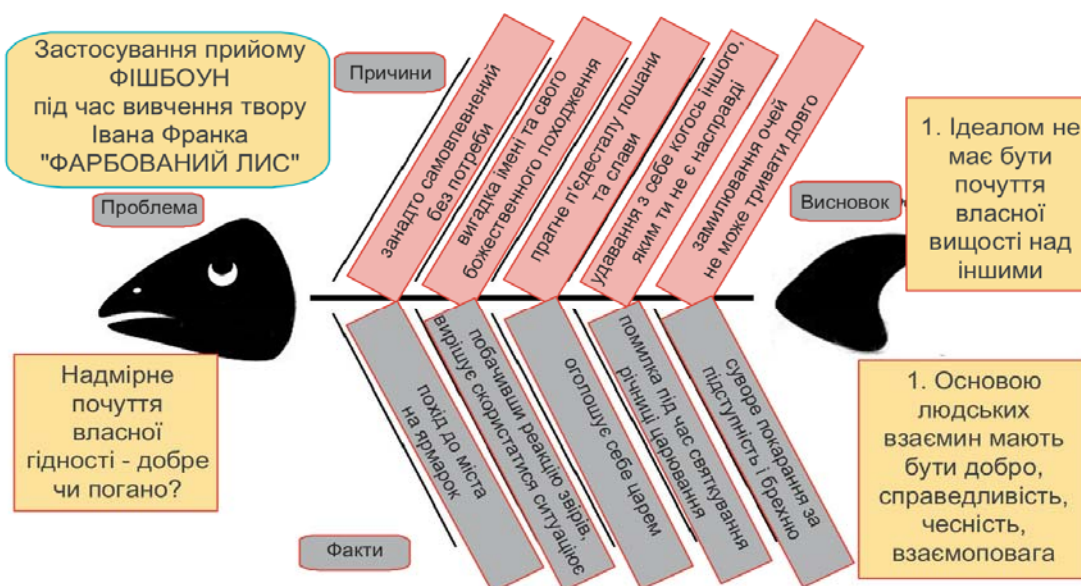 Застосування прийому
ФІШБОУН
під час вивчення твору
Івана Франка
"ФАРБОВАНИЙ ЛИС"
Причини
Проблема
занадто самовпевнений
без потреби
вигадка імені та свого
божественного походження
прагне п'єдесталу пошани
та слави
удавання з себе когось іншого,
яким ти не є насправді
замилювання очей
не може тривати довго
Висновок
1. Ідеалом не
має бути
почуття
власної
вищості над
іншими
Надмірне
почуття
власної
гідності - добре
чи погано?
Факти
похід до міста
на ярмарок
побачивши реакцію звірів,
вирішує скористатися ситуацією
оголошує себе царем
помилка під час святкування
річниці царювання
суворе покарання за
підступність і брехню
1. Основою
людських
взаємин мають
бути добро,
справедливість,
чесність,
взаємоповага